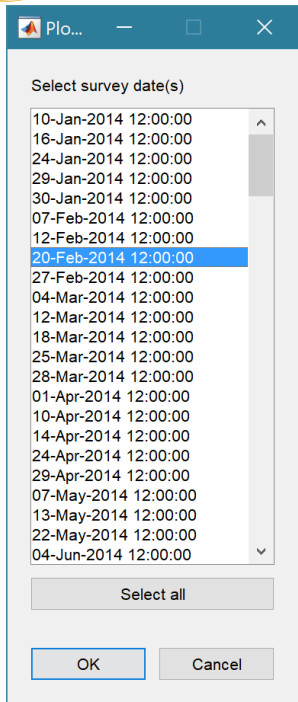 Plo...
Select survey date(s)
10-Jan-2014 12:00:00
16-Jan-2014 12:00:00
24-Jan-2014 12:00:00
29-Jan-2014 12:00:00
30-Jan-2014 12:00:00
07-Feb-2014 12:00:00
12-Feb-2014 12:00:00
20-Feb-2014 12:00:00
27-Feb-2014 12:00:00
04-Mar-2014 12:00:00
12-Mar-2014 12:00:00
18-Mar-2014 12:00:00
25-Mar-2014 12:00:00
28-Mar-2014 12:00:00
01-Apr-2014 12:00:00
10-Apr-2014 12:00:00
14-Apr-2014 12:00:00
24-Apr-2014 12:00:00
29-Apr-2014 12:00:00
07-May-2014 12:00:00
13-May-2014 12:00:00
22-May-2014 12:00:00
04-Jun-2014 12:00:00
Select all
OK Cancel